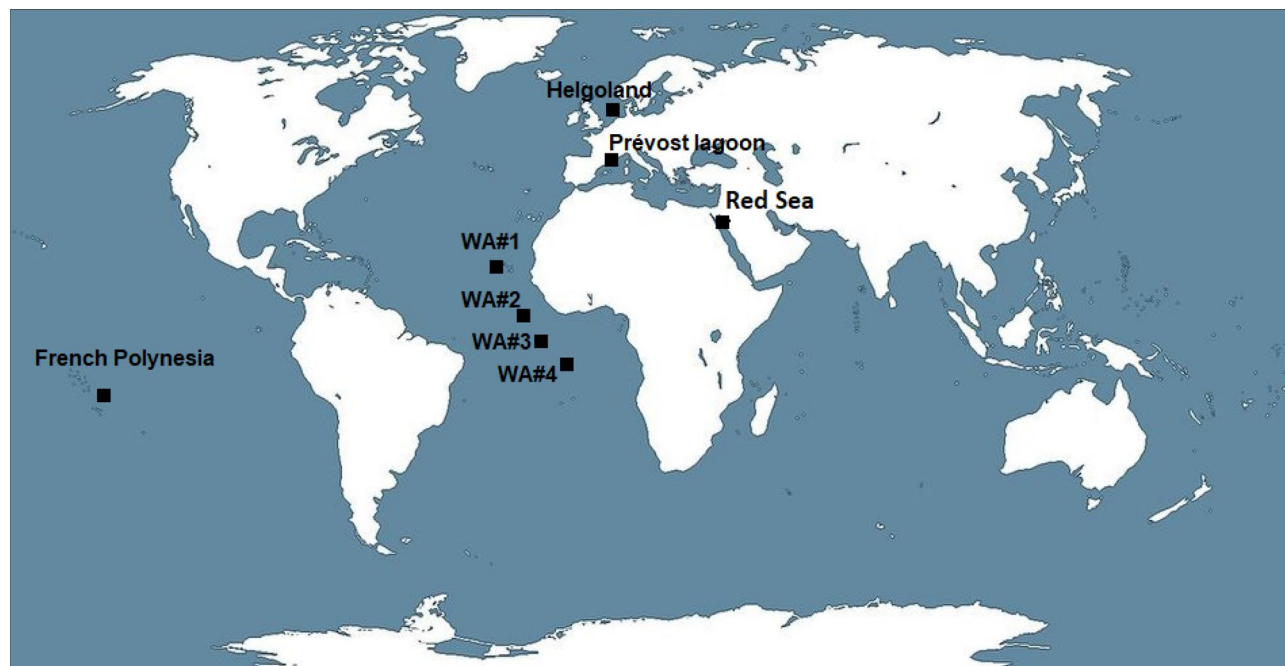 Helgoland
Prévost lagoon
Red Sea
WA#1
WA#2
WA#3
French Polynesia
WA#4